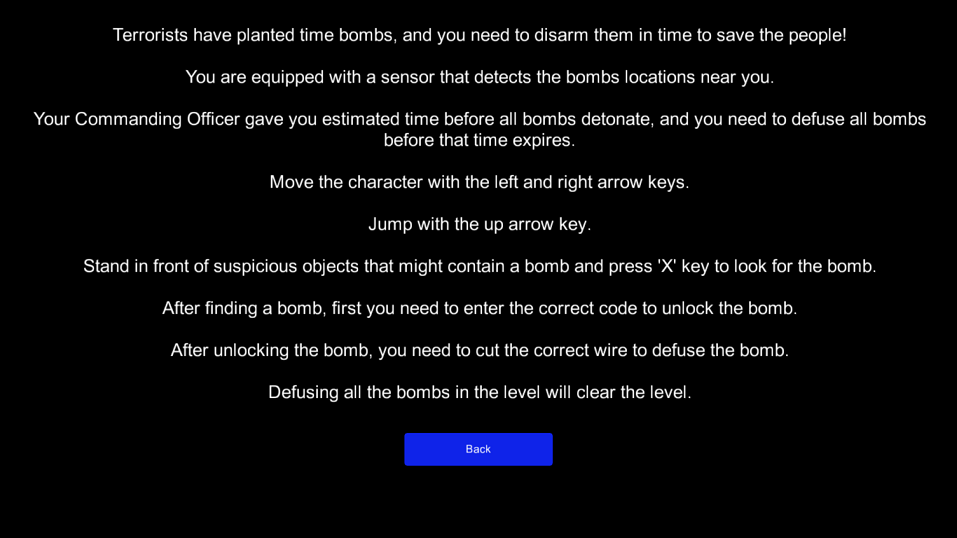 Terrorists have planted time bombs, and you need to disarm them in time to save the people!
You are equipped with a sensor that detects the bombs locations near you.
Your Commanding Officer gave you estimated time before all bombs detonate, and you need to defuse all bombs
before that time expires.
Move the character with the left and right arrow keys.
Jump with the up arrow key.
Stand in front of suspicious objects that might contain a bomb and press 'X' key to look for the bomb.
After finding a bomb, first you need to enter the correct code to unlock the bomb.
After unlocking the bomb, you need to cut the correct wire to defuse the bomb.
Defusing all the bombs in the level will clear the level.
Back